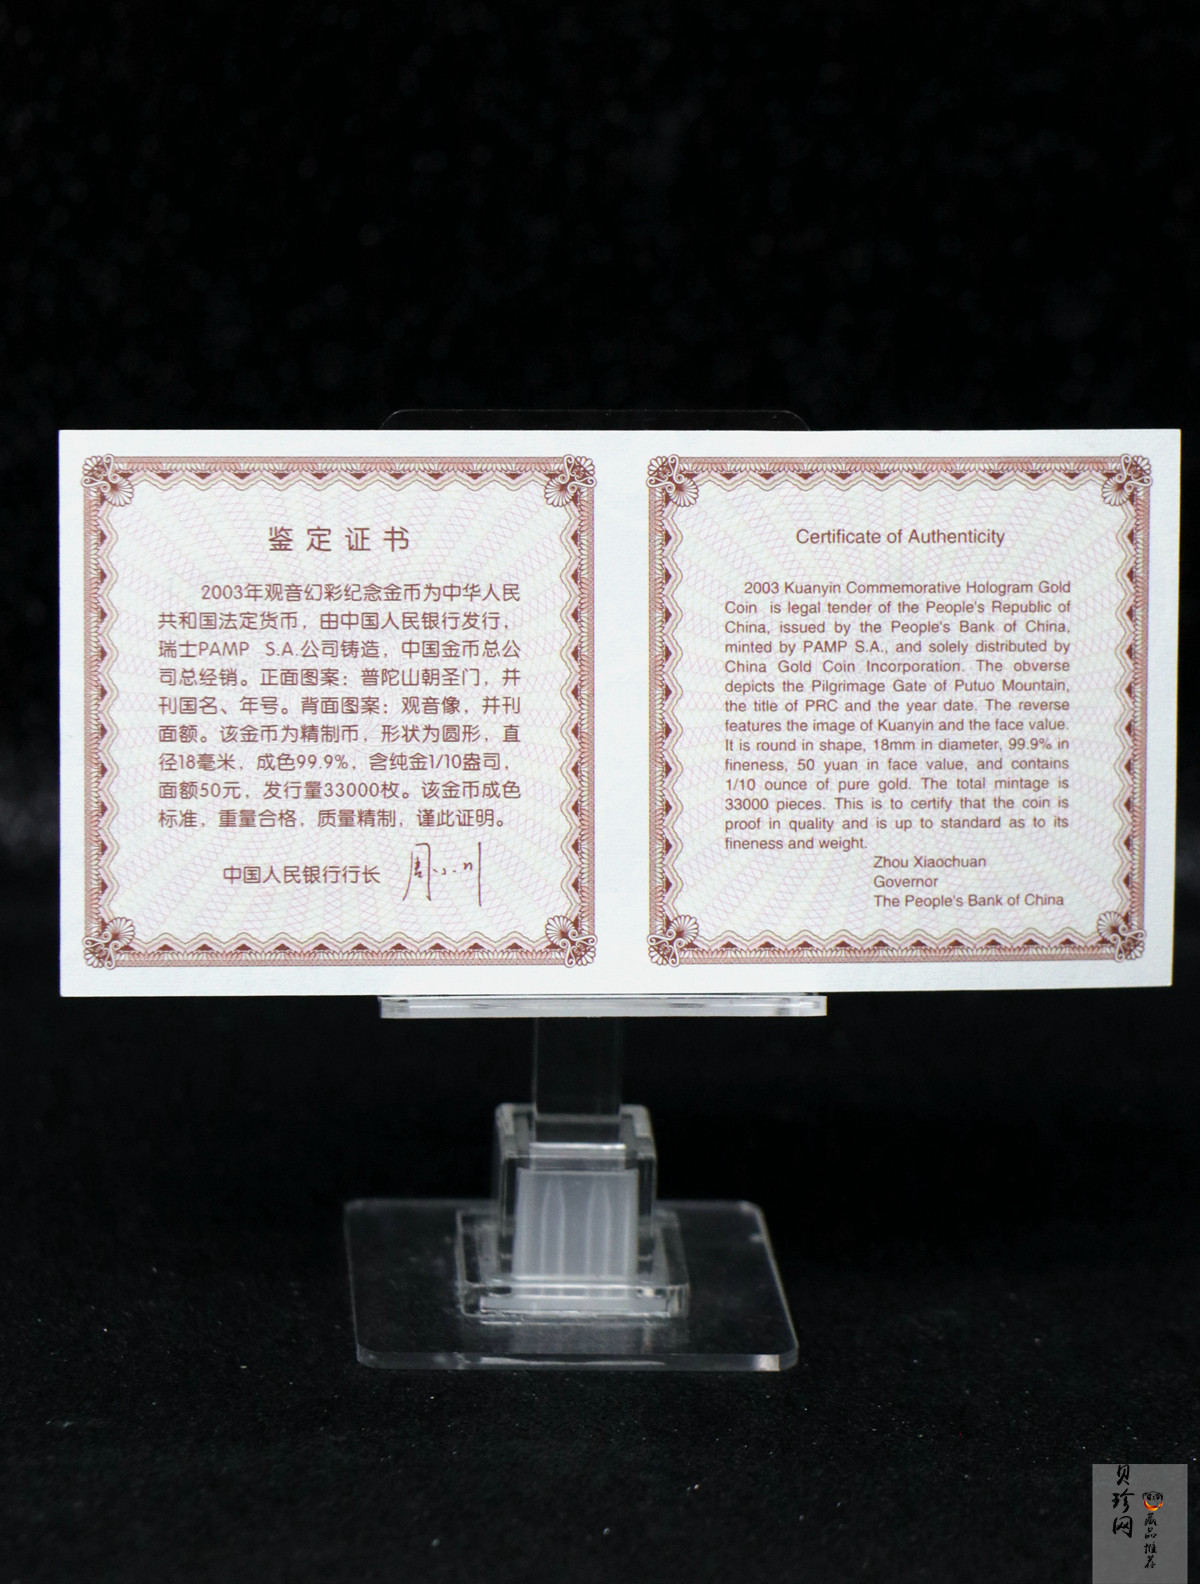 鉴定证书
2003年观音幻彩纪念金币为中华人民
共和国法定货币，由中国人民银行发行，
瑞士PAMP S.A.公司铸造，中国金币总公
司总经销。正面图案：普陀山朝圣门，并
刊国名、年号。背面图案：观音像，并刊
面额。该金币为精制币，形状为圆形，直
径18毫米，成色99.9%，含纯金1/10盎司，
面额50元，发行量33000枚。该金币成色
标准，重量合格，质量精制，谨此证明。
中国人民银行行长 周小川
Certificate of Authenticity
2003 Kuanyin Commemorative Hologram Gold
Coin is legal tender of the People's Republic of
China, issued by the People's Bank of China,
minted by PAMP S.A., and solely distributed by
China Gold Coin Incorporation. The obverse
depicts the Pilgrimage Gate of Putuo Mountain,
the title of PRC and the year date. The reverse
features the image of Kuanyin and the face value.
It is round in shape, 18mm in diameter, 99.9% in
fineness, 50 yuan in face value, and contains
1/10 ounce of pure gold. The total mintage is
33000 pieces. This is to certify that the coin is
proof in quality and is up to standard as to its
fineness and weight.
Zhou Xiaochuan
Governor
The People's Bank of China
贝珍网
藏品推荐